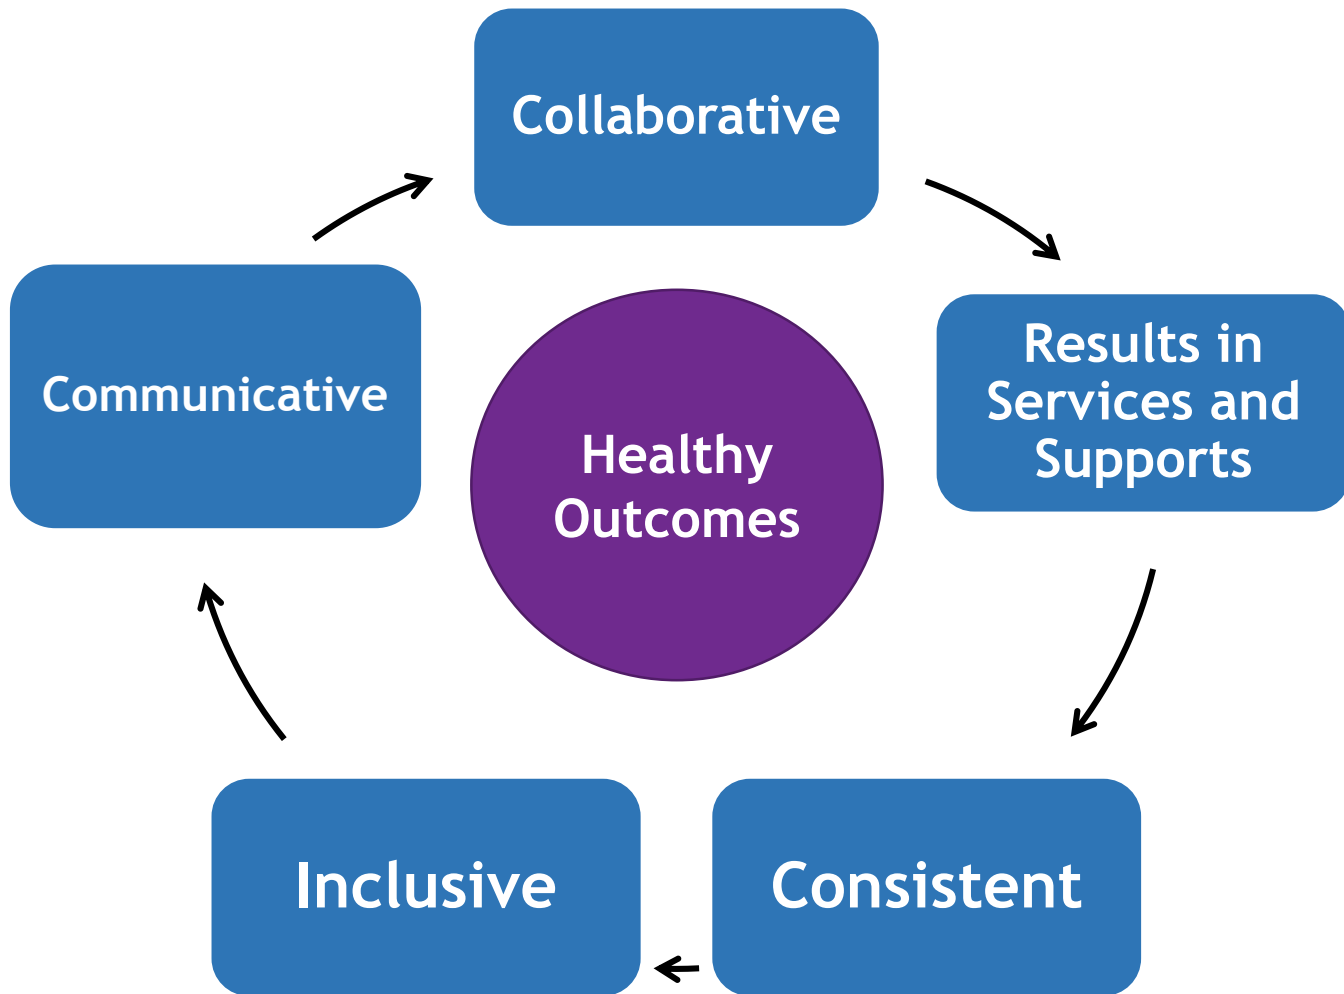 Collaborative
Results in
Services and
Supports
Consistent
Inclusive
Communicative
Healthy
Outcomes